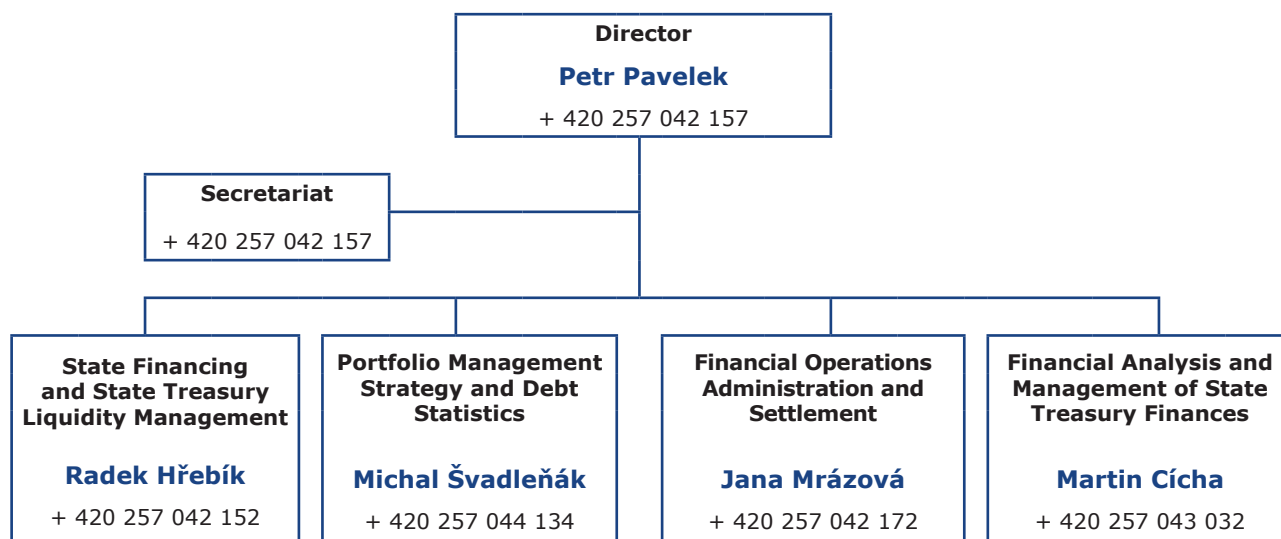 Director
Petr Pavelek
+ 420 257 042 157
Secretariat
+ 420 257 042 157
State Financing
and State Treasury
Liquidity Management
Radek Hřebík
+ 420 257 042 152
Portfolio Management
Strategy and Debt
Statistics
Michal Švadleňák
+ 420 257 044 134
Financial Operations
Administration and
Settlement
Jana Mrázová
+ 420 257 042 172
Financial Analysis and
Management of State
Treasury Finances
Martin Cícha
+ 420 257 043 032